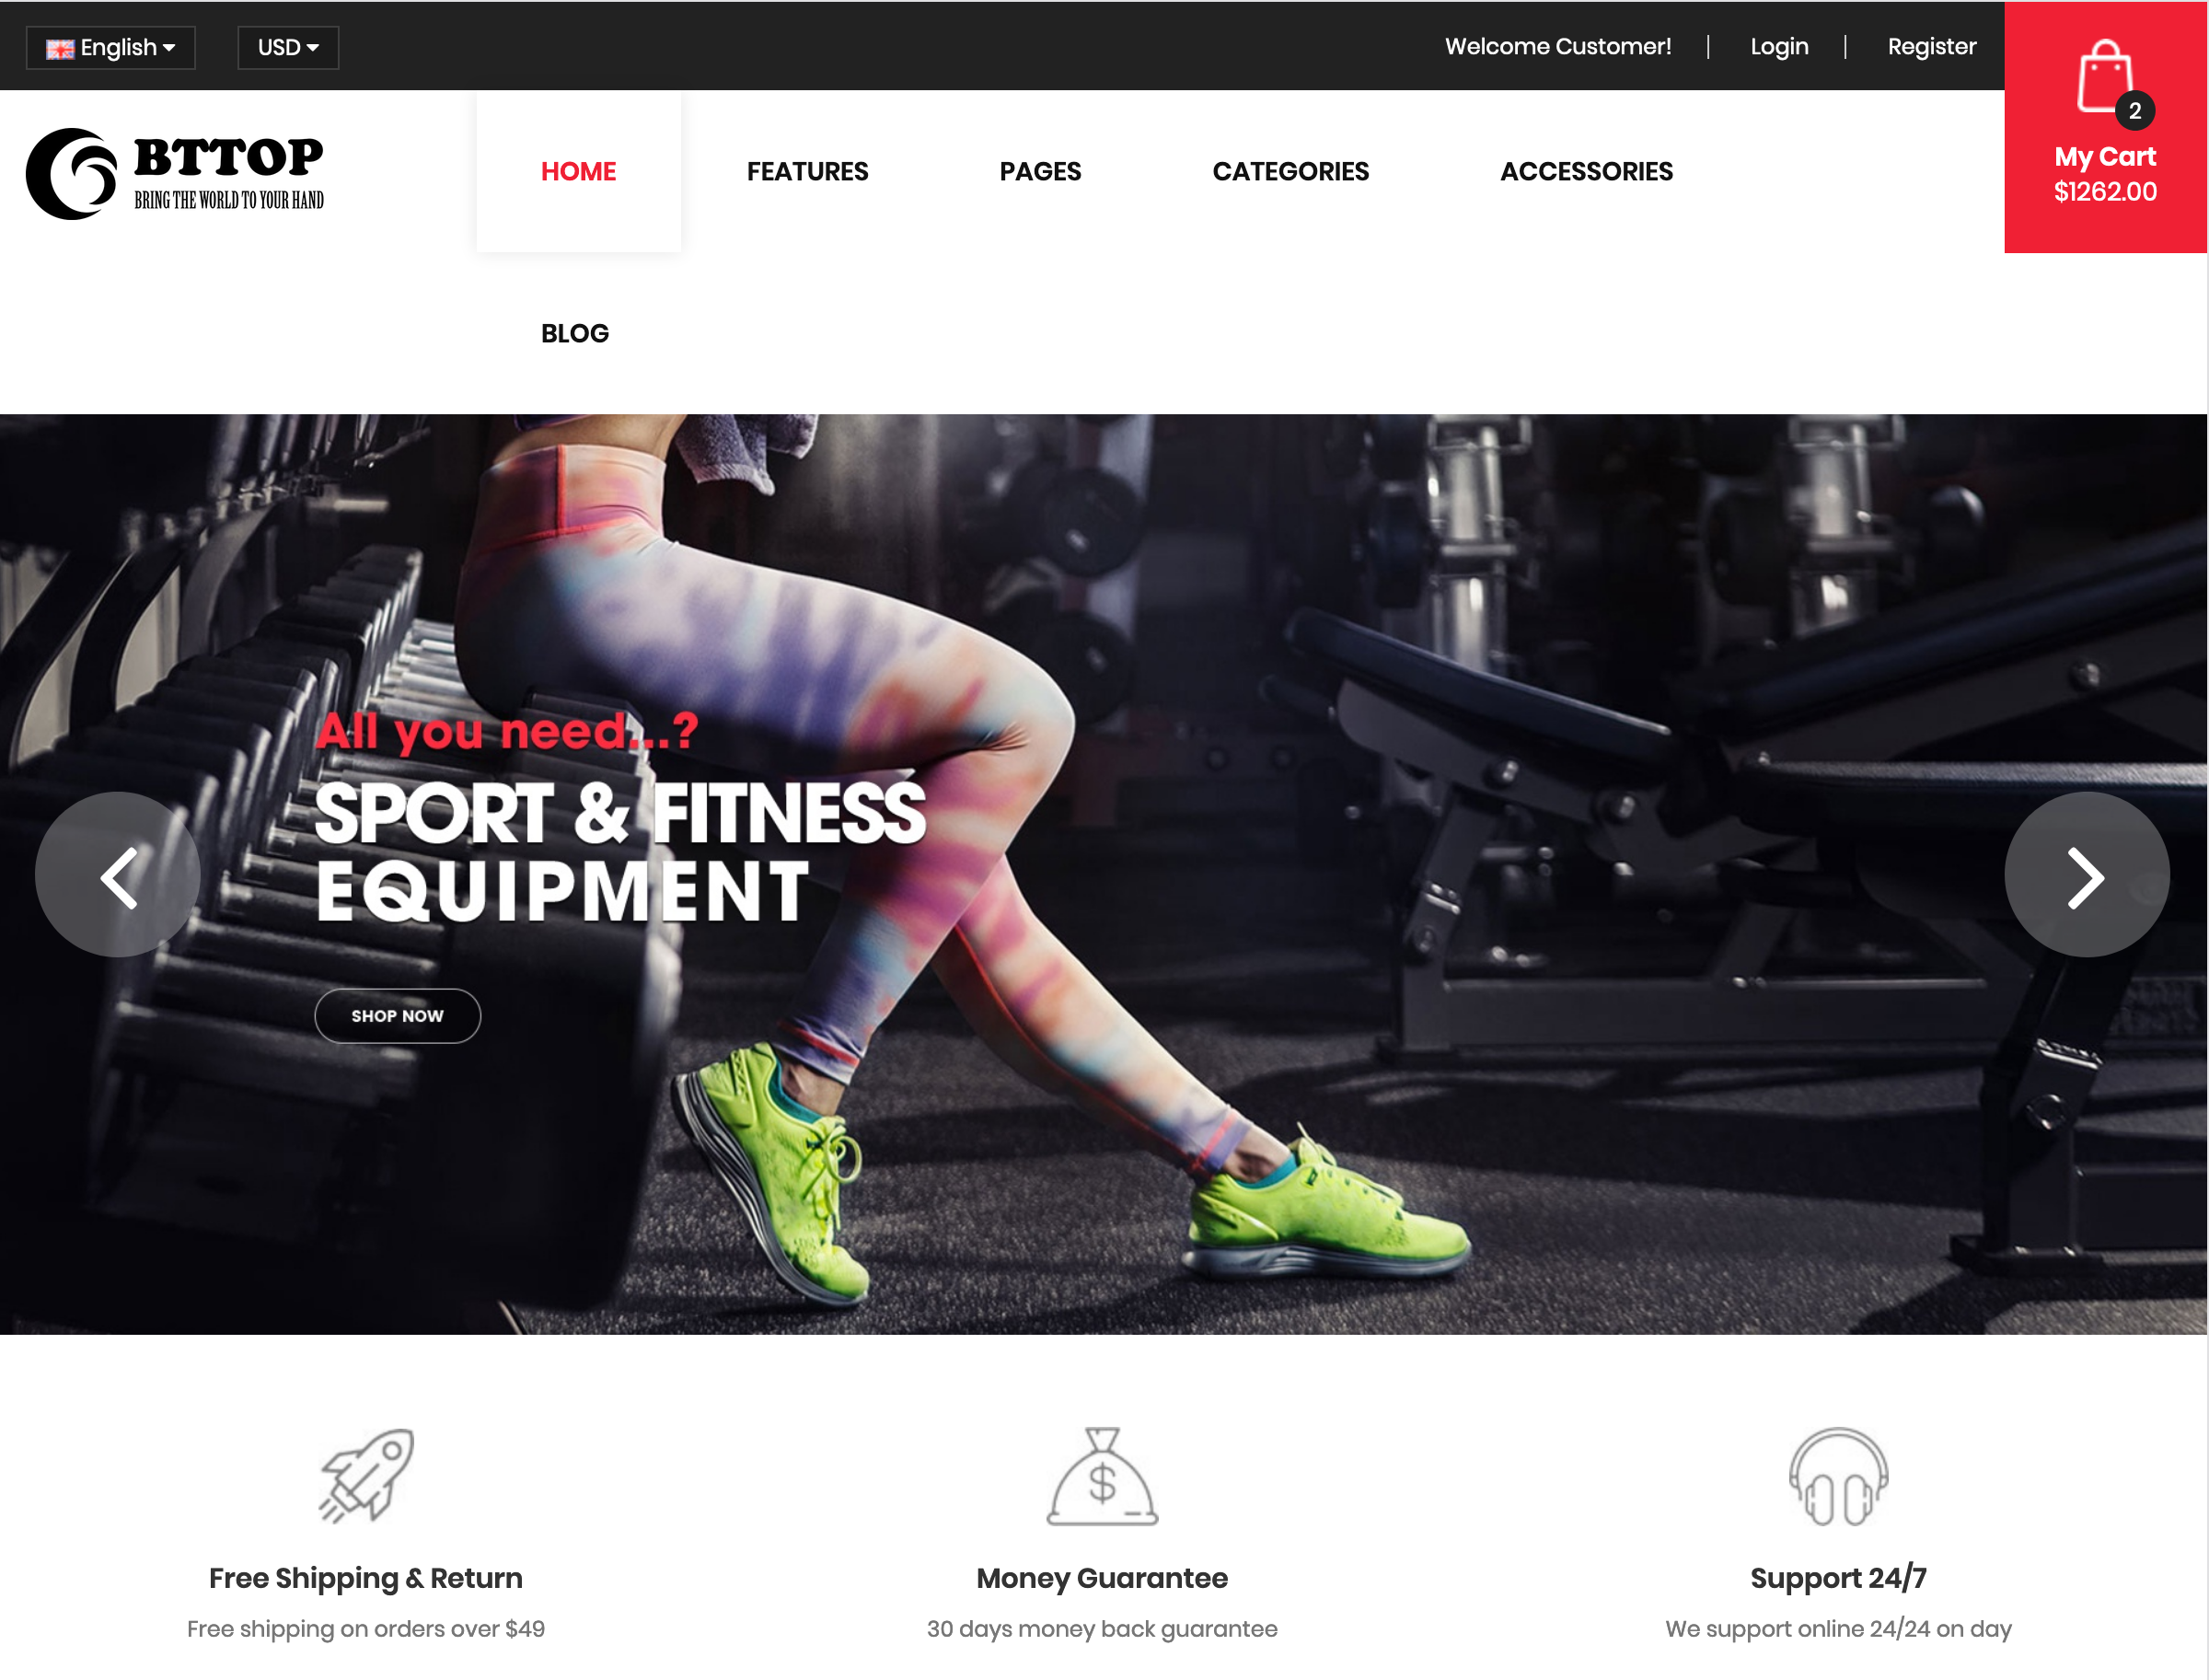 English
USD
Welcome Customer!
Login
Register
2
My Cart
$1262.00
BTTOP
BRING THE WORLD TO YOUR HAND
HOME
FEATURES
PAGES
CATEGORIES
ACCESSORIES
BLOG
All you need...?
SPORT & FITNESS
EQUIPMENT
SHOP NOW
Free Shipping & Return
Free shipping on orders over $49
Money Guarantee
30 days money back guarantee
Support 24/7
We support online 24/24 on day